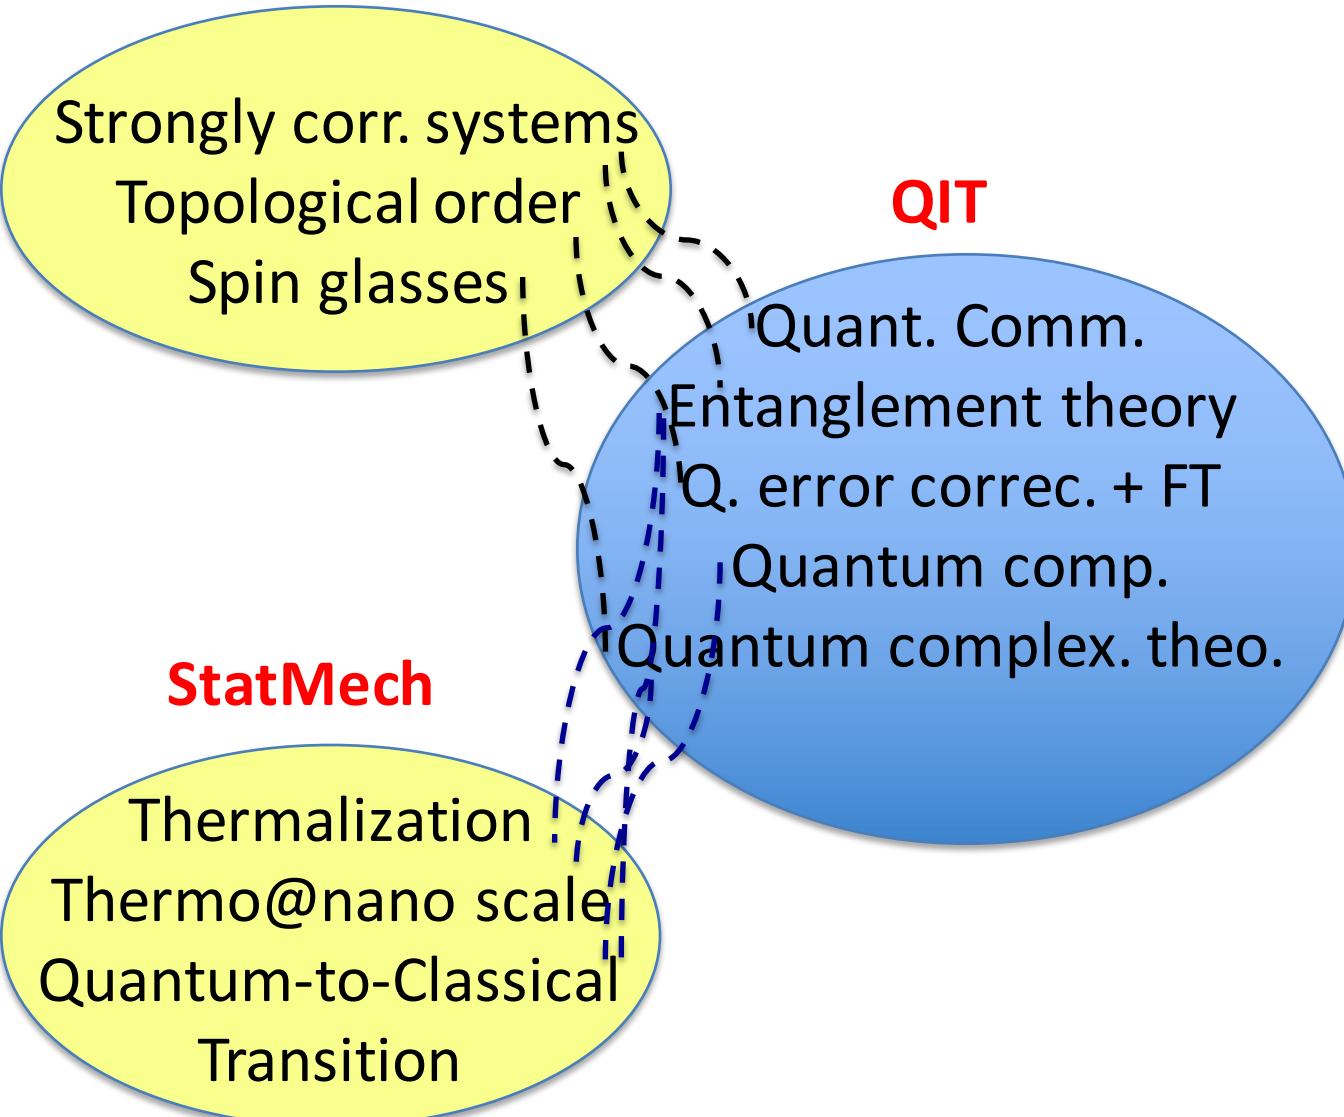 Strongly corr. systems
Topological order
Spin glasses
QIT
Quant. Comm.
Entanglement theory
Q. error correc. + FT
Quantum comp.
Quantum complex. theo.
StatMech
Thermalization
Thermo@nano scale
Quantum-to-Classical
Transition